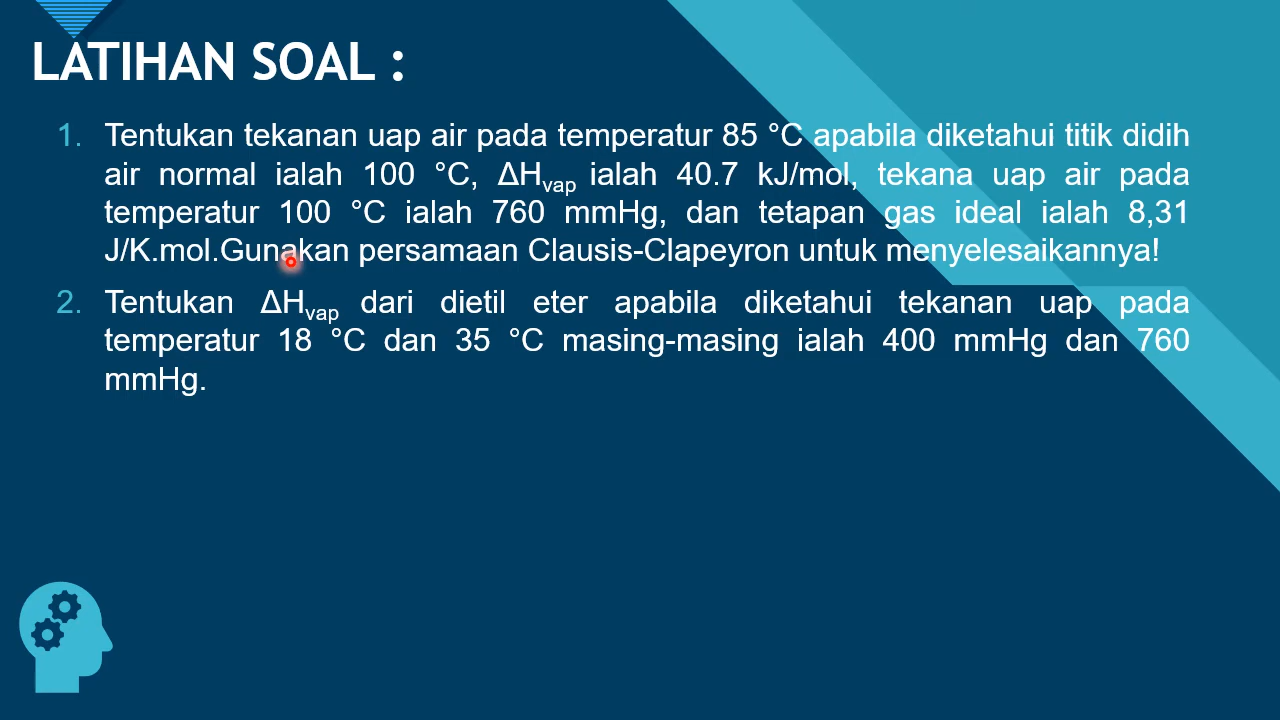 LATIHAN SOAL :
1. Tentukan tekanan uap air pada temperatur 85 °C apabila diketahui titik didih
air normal ialah 100 °C, ΔHvap ialah 40.7 kJ/mol, tekana uap air pada
temperatur 100 °C ialah 760 mmHg, dan tetapan gas ideal ialah 8,31
J/K.mol.Gunakan persamaan Clausis-Clapeyron untuk menyelesaikannya!
2. Tentukan ΔHvap dari dietil eter apabila diketahui tekanan uap pada
temperatur 18 °C dan 35 °C masing-masing ialah 400 mmHg dan 760
mmHg.